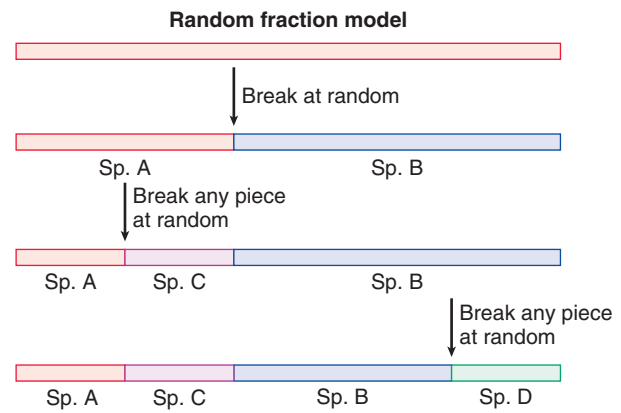 Random fraction model
Break at random
Sp. A Sp. B
Break any piece
at random
Sp. A Sp. C Sp. B
Break any piece
at random
Sp. A Sp. C Sp. B Sp. D